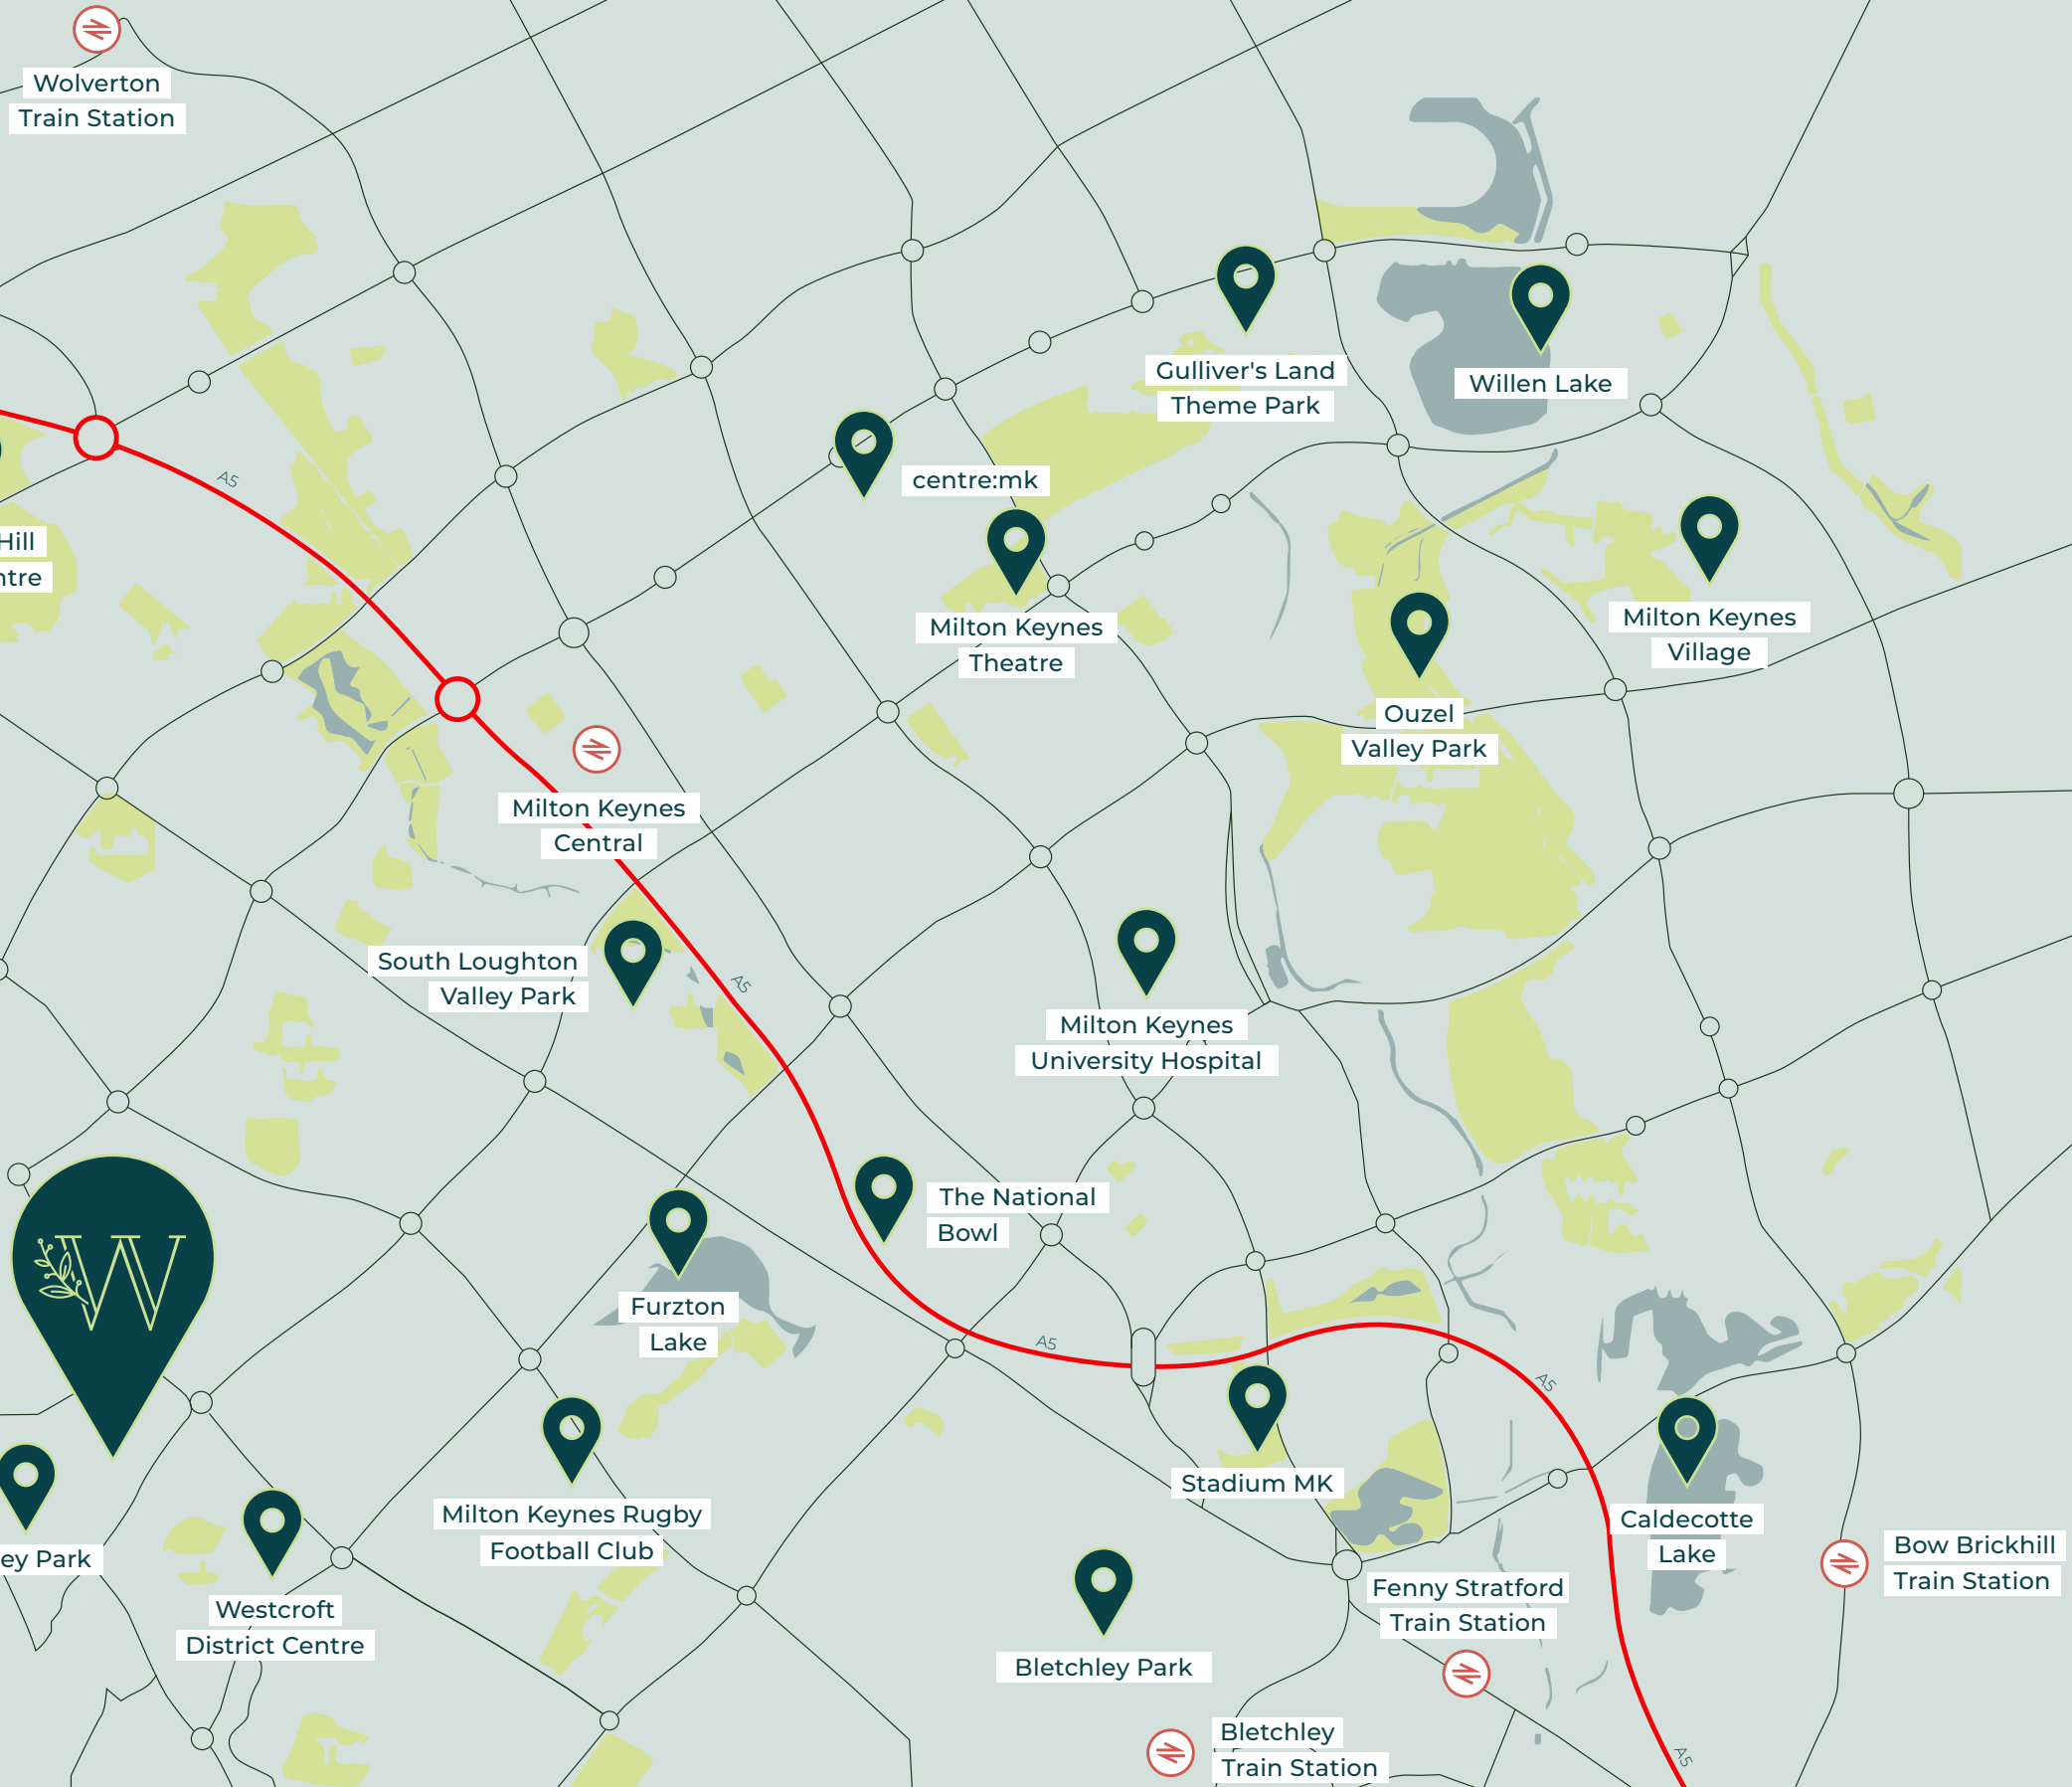 Wolverton
Train Station
Gulliver's Land
Theme Park
Willen Lake
A5
centre:mk
Hill
ntre
Milton Keynes
Theatre
Milton Keynes
Village
Ouzel
Valley Park
Milton Keynes
Central
South Loughton
Valley Park
A5
Milton Keynes
University Hospital
The National
Bowl
W
Furzton
Lake
A5
A5
Stadium MK
Milton Keynes Rugby
Football Club
Caldecotte
Lake
ey Park
Bow Brickhill
Train Station
Fenny Stratford
Train Station
Westcroft
District Centre
Bletchley Park
Bletchley
Train Station
A5